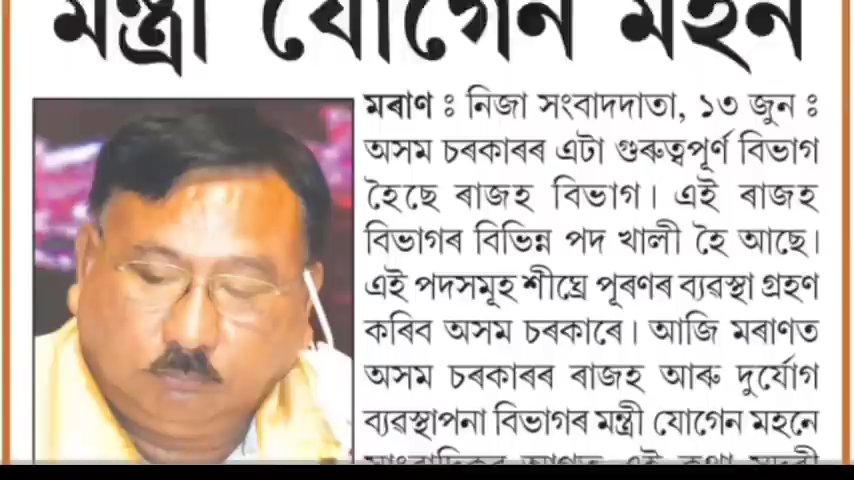 মন্ত্ৰী যোগেন মহন
মৰাণ ঃ নিজা সংবাদদাতা, ১৩ জুন ঃ
অসম চৰকাৰৰ এটা গুৰুত্বপূৰ্ণ বিভাগ
হৈছে ৰাজহ বিভাগ। এই ৰাজহ
বিভাগৰ বিভিন্ন পদ খালী হৈ আছে।
এই পদসমূহ শীঘ্ৰে পূৰণৰ ব্যৱস্থা গ্ৰহণ
কৰিব অসম চৰকাৰে। আজি মৰাণত
অসম চৰকাৰৰ ৰাজহ আৰু দুৰ্যোগ
ব্যৱস্থাপনা বিভাগৰ মন্ত্ৰী যোগেন মহনে